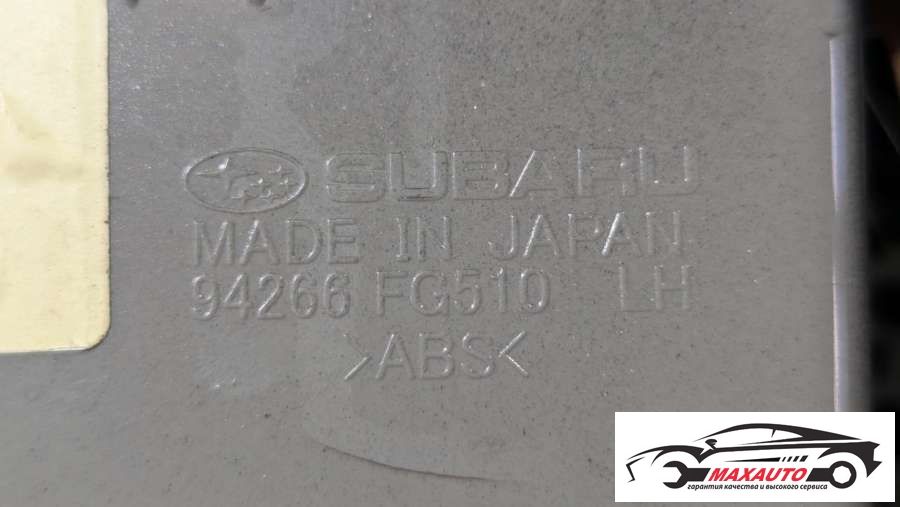 SUBARU
MADE IN JAPAN
94266 FG510 LH
>ABS<
MAXAUTO
гарантия качества и высокого сервиса